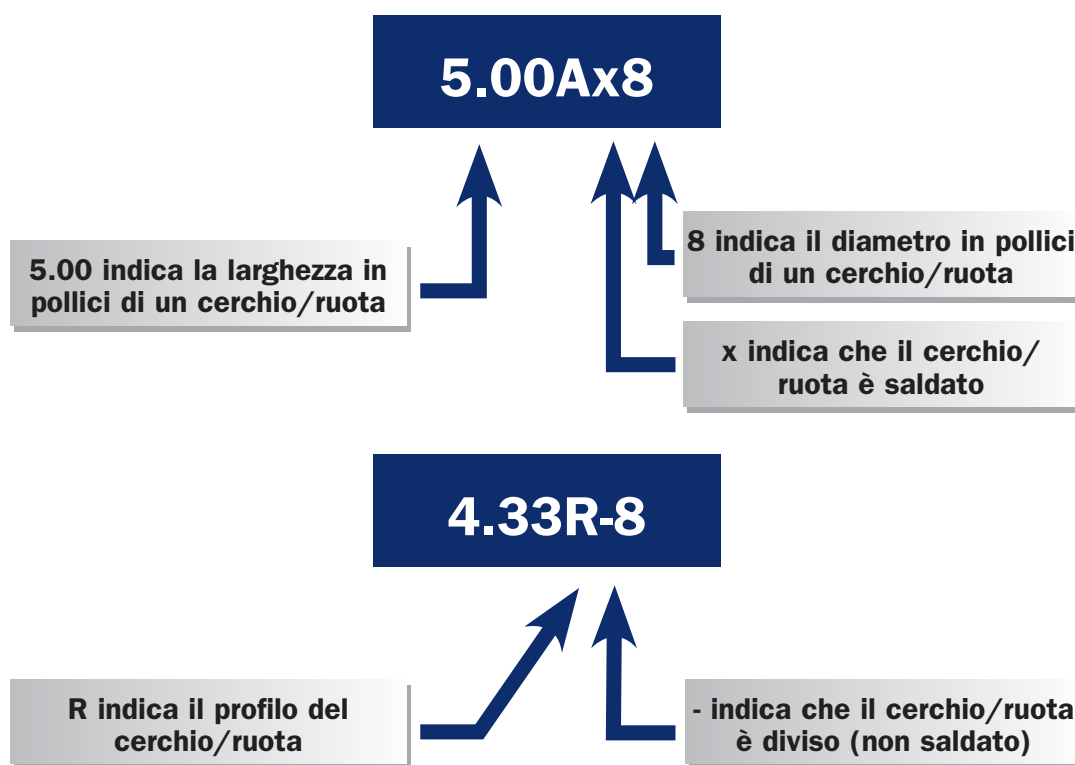 5.00Ax8
5.00 indica la larghezza in
pollici di un cerchio/ruota
8 indica il diametro in pollici
di un cerchio/ruota
x indica che il cerchio/
ruota è saldato
4.33R-8
R indica il profilo del
cerchio/ruota
- indica che il cerchio/ruota
è diviso (non saldato)